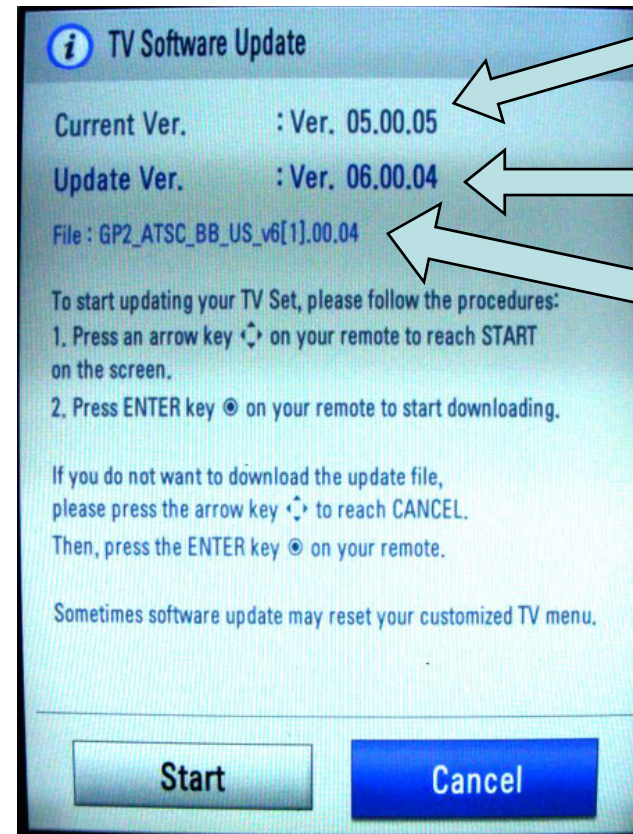 i TV Software Update
Current Ver. : Ver. 05.00.05
Update Ver. : Ver. 06.00.04
File : GP2_ATSC_BB_US_v6[1].00.04
To start updating your TV Set, please follow the procedures:
1. Press an arrow key on your remote to reach START
on the screen.
2. Press ENTER key ◉ on your remote to start downloading.
If you do not want to download the update file,
please press the arrow key to reach CANCEL.
Then, press the ENTER key ◉ on your remote.
Sometimes software update may reset your customized TV menu.
Start
Cancel